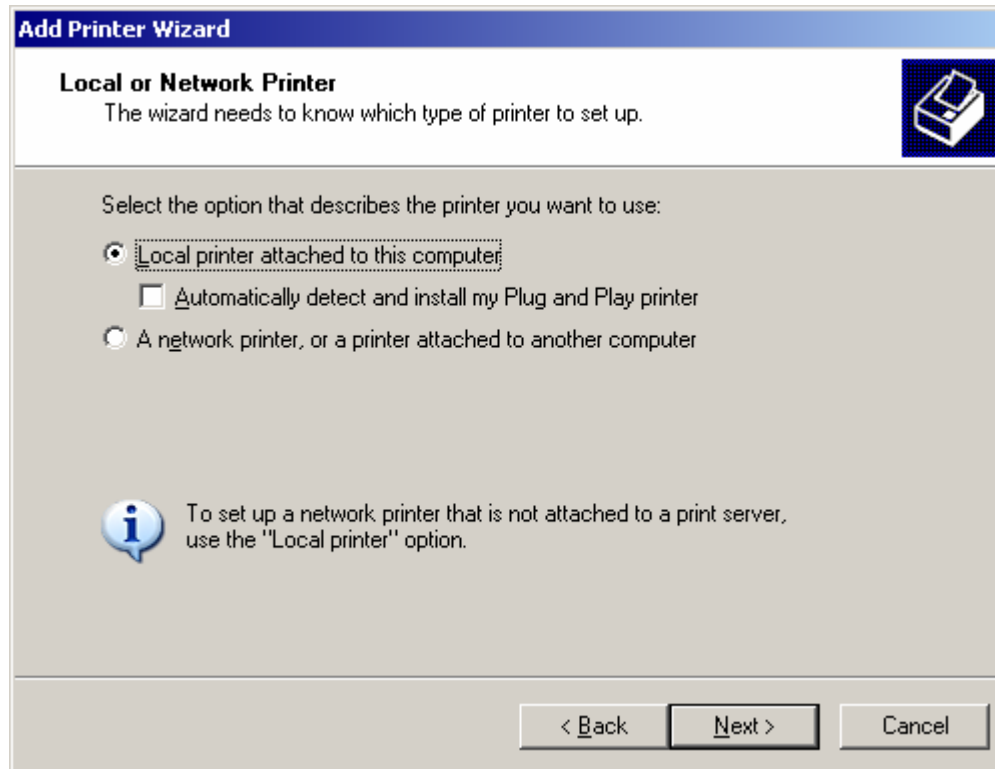 Add Printer Wizard
Local or Network Printer
The wizard needs to know which type of printer to set up.
Select the option that describes the printer you want to use:
Local printer attached to this computer
Automatically detect and install my Plug and Play printer
A network printer, or a printer attached to another computer
To set up a network printer that is not attached to a print server,
use the "Local printer" option.
< Back Next > Cancel